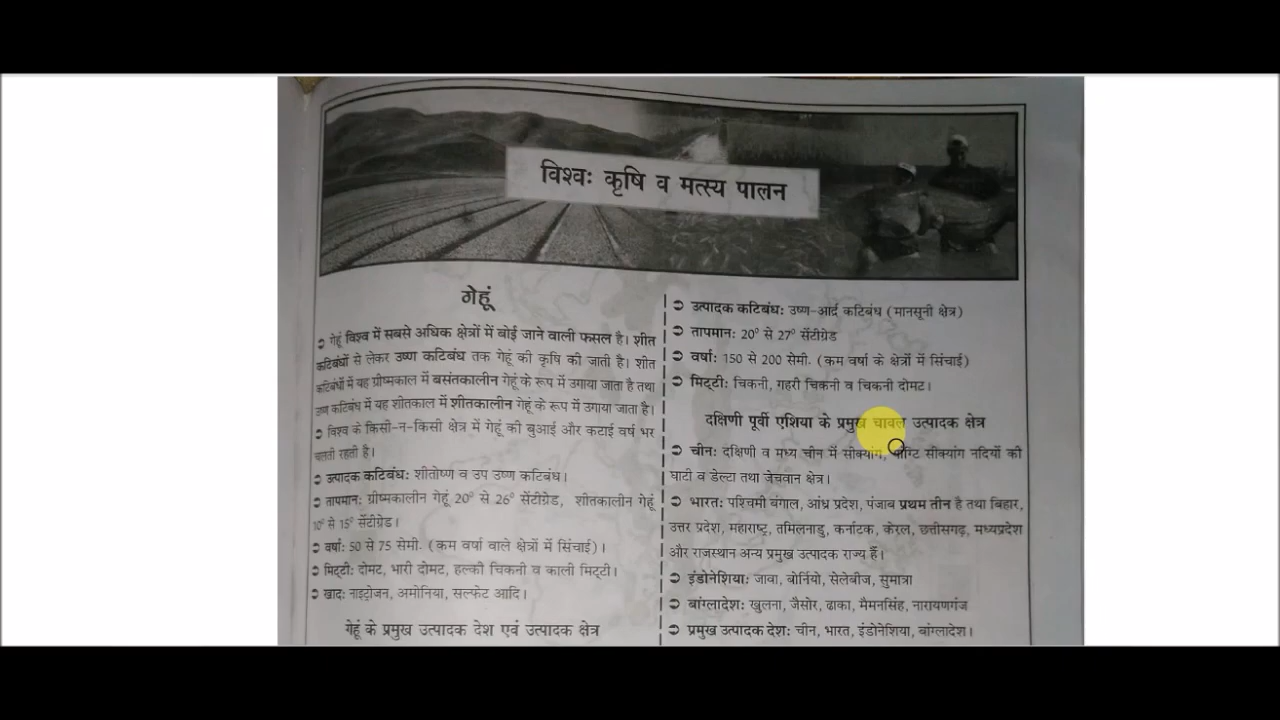 विश्वः कृषि व मत्स्य पालन
गेहूं
➲ गेहूं विश्व में सबसे अधिक क्षेत्रों में बोई जाने वाली फसल है। शीत
कटिबंधों से लेकर उष्ण कटिबंध तक गेहूं की कृषि की जाती है। शीत
कटिबंधों में यह ग्रीष्मकाल में बसंतकालीन गेहूं के रूप में उगाया जाता है तथा
उष्ण कटिबंध में यह शीतकाल में शीतकालीन गेहूं के रूप में उगाया जाता है।
➲ विश्व के किसी-न-किसी क्षेत्र में गेहूं की बुआई और कटाई वर्ष भर
चलती रहती है।
➲ उत्पादक कटिबंधः शीतोष्ण व उप उष्ण कटिबंध।
➲ तापमानः ग्रीष्मकालीन गेहूं 20⁰ से 26⁰ सेंटीग्रेड, शीतकालीन गेहूं
10⁰ से 15⁰ सेंटीग्रेड।
➲ वर्षाः 50 से 75 सेमी. (कम वर्षा वाले क्षेत्रों में सिंचाई)।
➲ मिट्टीः दोमट, भारी दोमट, हल्की चिकनी व काली मिट्टी।
➲ खादः नाइट्रोजन, अमोनिया, सल्फेट आदि।
गेहूं के प्रमुख उत्पादक देश एवं उत्पादक क्षेत्र
➲ उत्पादक कटिबंधः उष्ण-आर्द्र कटिबंध (मानसूनी क्षेत्र)
➲ तापमानः 20⁰ से 27⁰ सेंटीग्रेड
➲ वर्षाः 150 से 200 सेमी. (कम वर्षा के क्षेत्रों में सिंचाई)
➲ मिट्टीः चिकनी, गहरी चिकनी व चिकनी दोमट।
दक्षिणी पूर्वी एशिया के प्रमुख चावल उत्पादक क्षेत्र
➲ चीनः दक्षिणी व मध्य चीन में सीक्यांग, सीक्यांग नदियों की
घाटी व डेल्टा तथा जेचवान क्षेत्र।
➲ भारतः पश्चिमी बंगाल, आंध्र प्रदेश, पंजाब प्रथम तीन है तथा बिहार,
उत्तर प्रदेश, महाराष्ट्र, तमिलनाडु, कर्नाटक, केरल, छत्तीसगढ़, मध्यप्रदेश
और राजस्थान अन्य प्रमुख उत्पादक राज्य हैं।
➲ इंडोनेशियाः जावा, बोर्नियो, सेलेबीज, सुमात्रा
➲ बांग्लादेशः खुलना, जैसोर, ढाका, मैमनसिंह, नारायणगंज
➲ प्रमुख उत्पादक देशः चीन, भारत, इंडोनेशिया, बांग्लादेश।